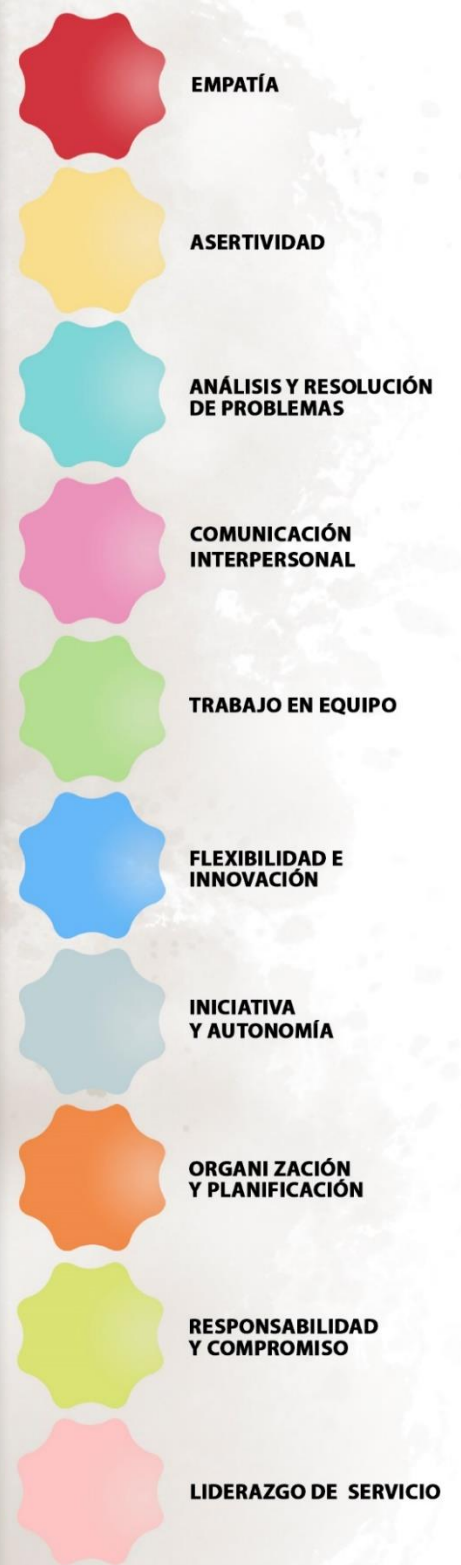 EMPATÍA
ASERTIVIDAD
ANÁLISIS Y RESOLUCIÓN
DE PROBLEMAS
COMUNICACIÓN
INTERPERSONAL
TRABAJO EN EQUIPO
FLEXIBILIDAD E
INNOVACIÓN
INICIATIVA
Y AUTONOMÍA
ORGANI ZACIÓN
Y PLANIFICACIÓN
RESPONSABILIDAD
Y COMPROMISO
LIDERAZGO DE SERVICIO